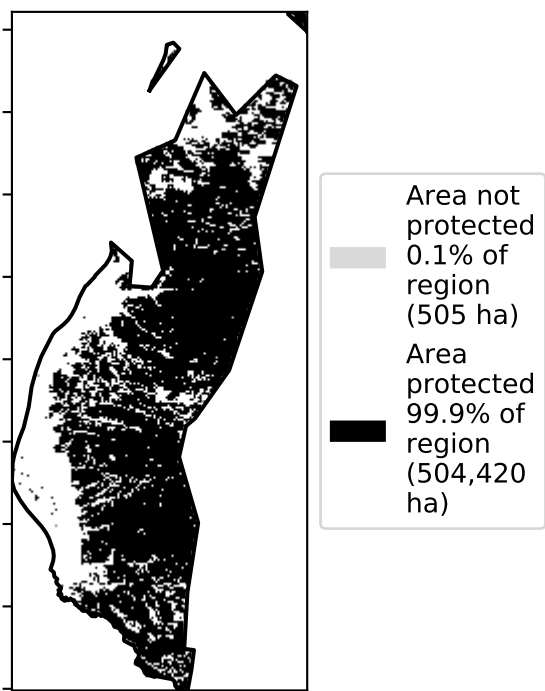 Area not
protected
0.1% of
region
(505 ha)
Area
protected
99.9% of
region
(504,420
ha)